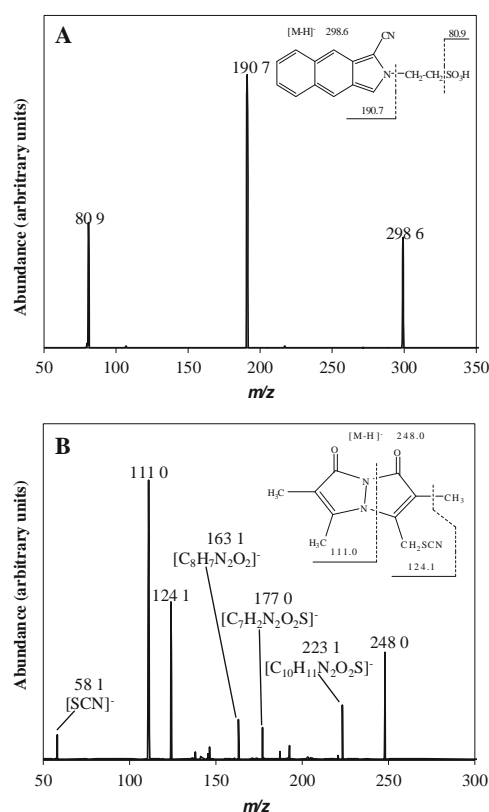 A
[M-H]- 298.6
80.9
CN
N
CH2
CH2
SO3H
190.7
190 7
80 9
298 6
Abundance (arbritrary units)
50 100 150 200 250 300 350
m/z
B
[M-H]- 248.0
O O
H3C N CH3
N
H3C CH2SCN
111.0
124.1
111 0
124 1
163 1
[C8H7N2O2]-
177 0
[C7H2N2O2S]-
223 1
[C10H11N2O2S]-
248 0
58 1
[SCN]-
Abundance (arbitrary units)
50 100 150 200 250 300
m/z